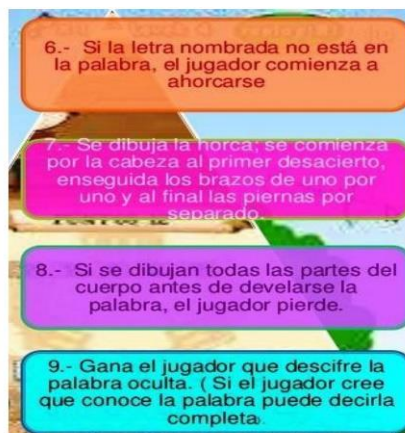 6.- Si la letra nombrada no está en
la palabra, el jugador comienza a
ahorcarse
7.- Se dibuja la horca; se comienza
por la cabeza al primer desacierto,
enseguida los brazos de uno por
uno y al final las piernas por
separado.
8.- Si se dibujan todas las partes del
cuerpo antes de develarse la
palabra, el jugador pierde.
9.- Gana el jugador que descifre la
palabra oculta. ( Si el jugador cree
que conoce la palabra puede decirla
completa.